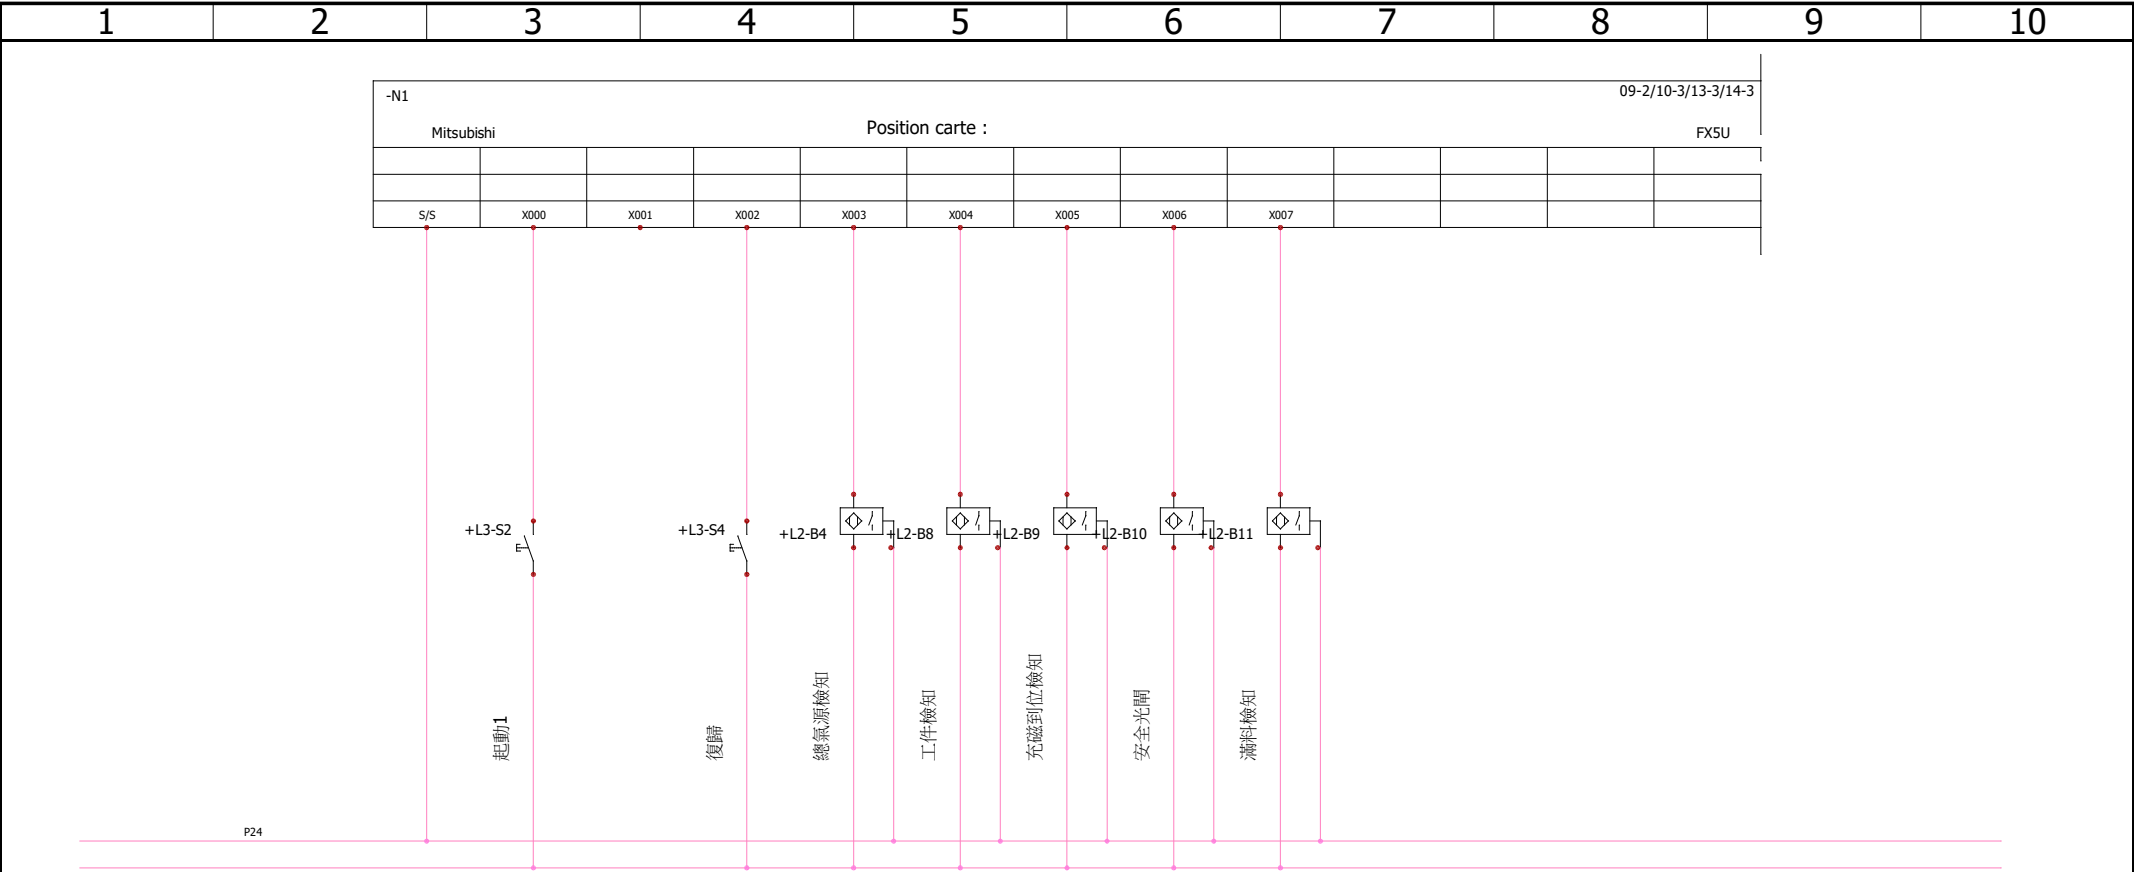 1 2 3 4 5 6 7 8 9 10
-N1 09-2/10-3/13-3/14-3
Mitsubishi Position carte : FX5U
S/S X000 X001 X002 X003 X004 X005 X006 X007
+L3-S2 +L3-S4 +L2-B4 +L2-B8 +L2-B9 +L2-B10 +L2-B11
起動1
復歸
總氣源檢知
工件檢知
充磁到位檢知
安全光閘
滿料檢知
P24